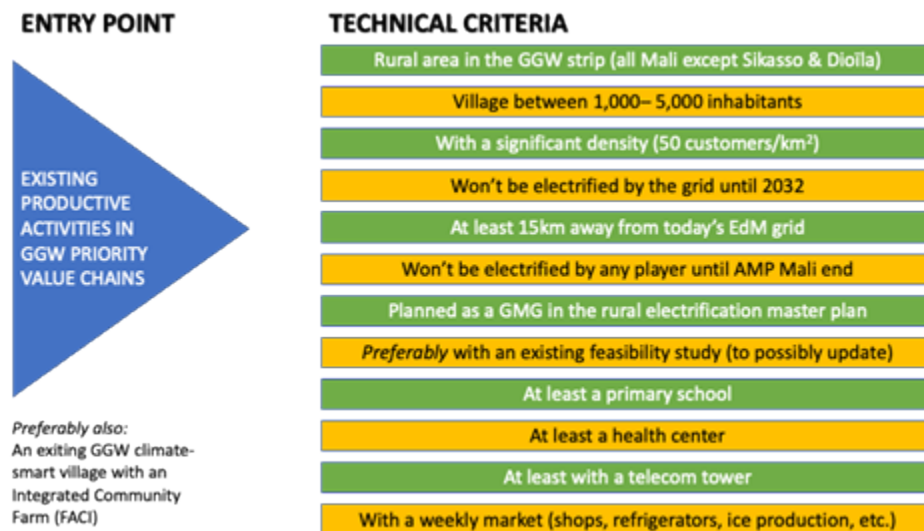 ENTRY POINT
EXISTING
PRODUCTIVE
ACTIVITIES IN
GGW PRIORITY
VALUE CHAINS
Preferably also:
An exiting GGW climate-
smart village with an
Integrated Community
Farm (FACI)
TECHNICAL CRITERIA
Rural area in the GGW strip (all Mali except Sikasso & Dioïla)
Village between 1,000– 5,000 inhabitants
With a significant density (50 customers/km²)
Won't be electrified by the grid until 2032
At least 15km away from today's EdM grid
Won't be electrified by any player until AMP Mali end
Planned as a GMG in the rural electrification master plan
Preferably with an existing feasibility study (to possibly update)
At least a primary school
At least a health center
At least with a telecom tower
With a weekly market (shops, refrigerators, ice production, etc.)